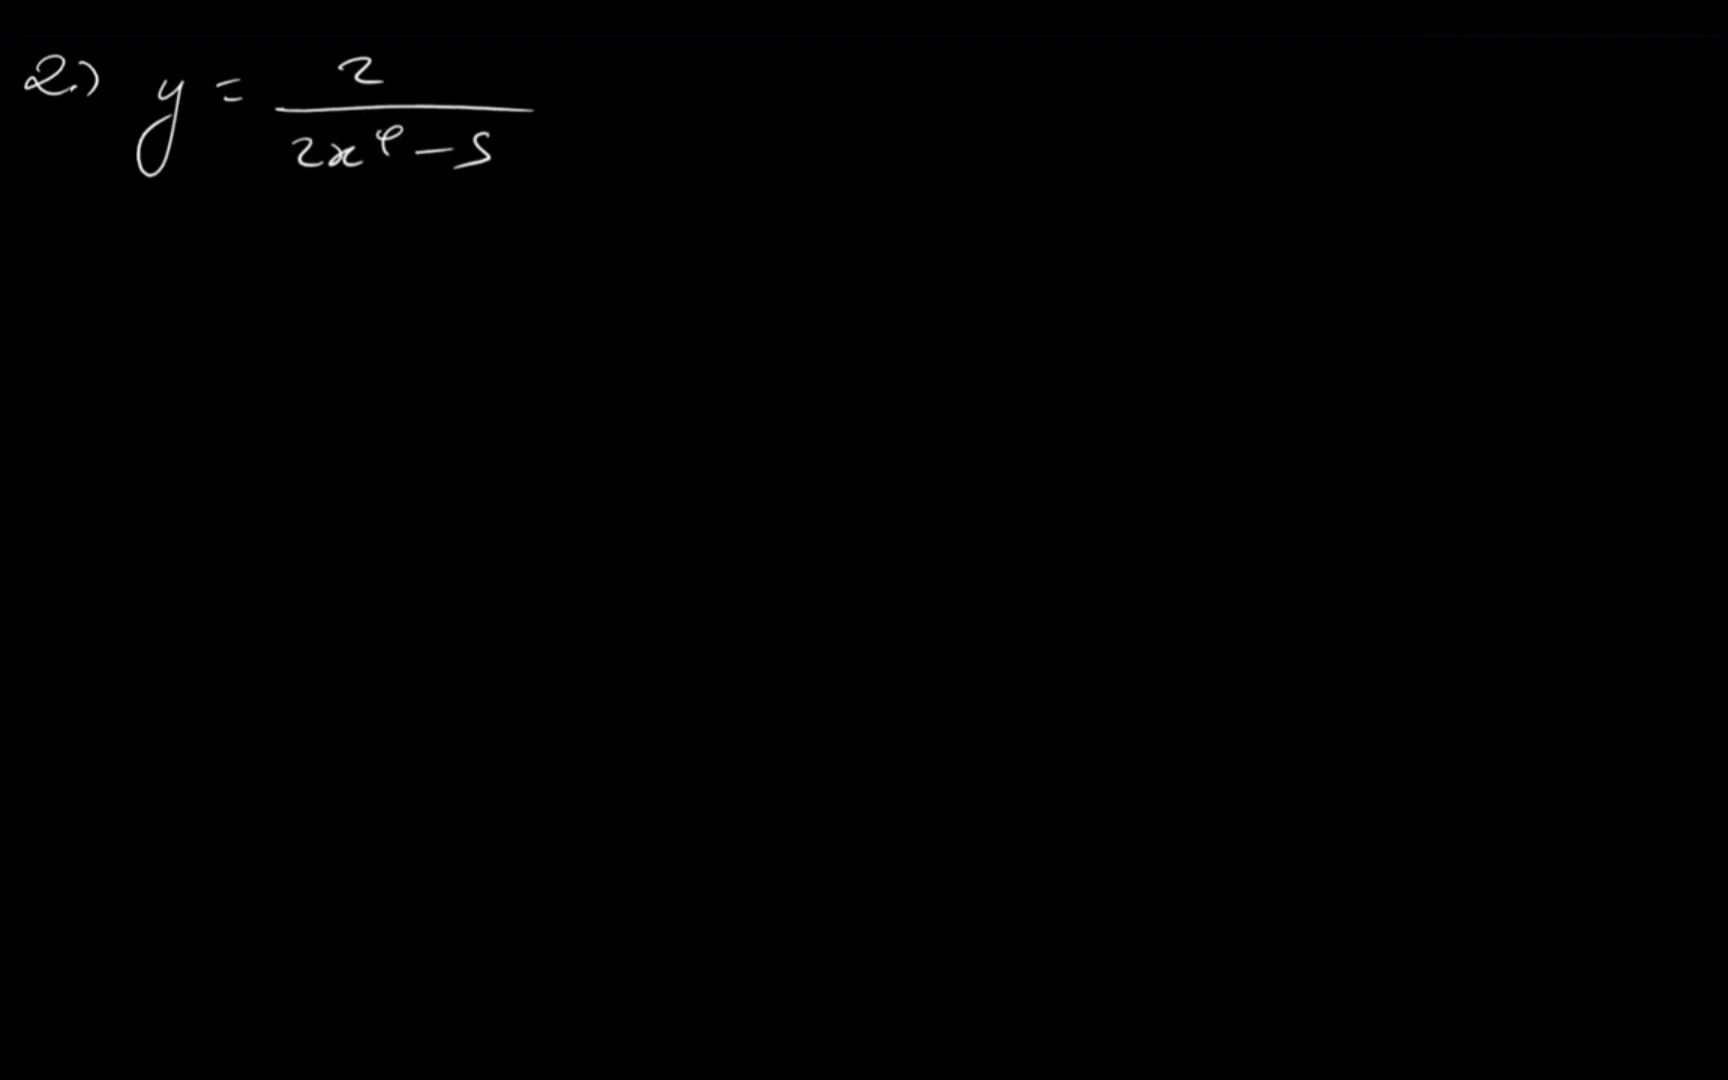 2.) y = 2 / (2x⁴ - 5)